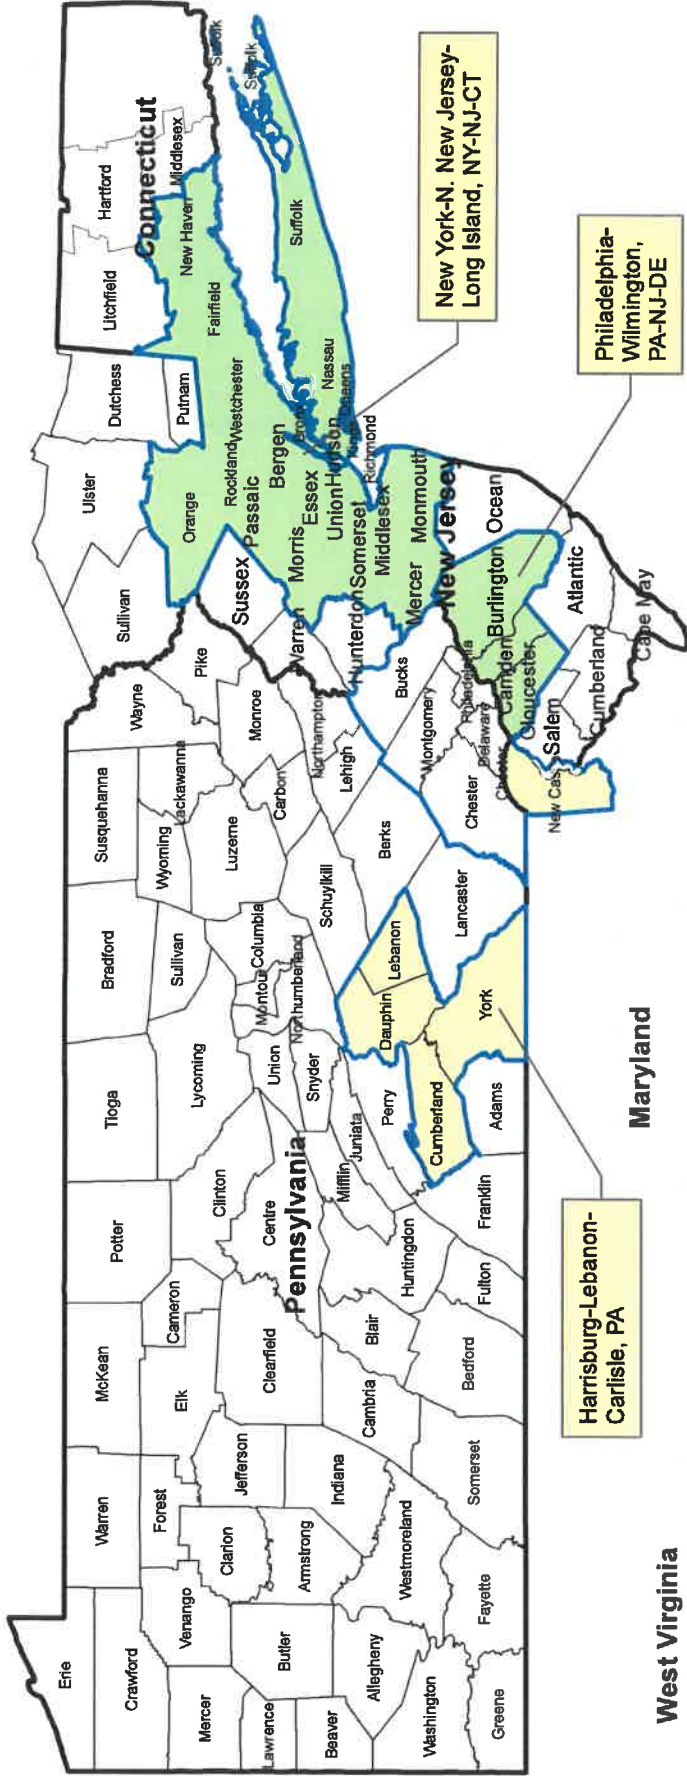 Erie
Crawford
Warren
McKean
Potter
Tioga
Bradford
Susquehanna
Wayne
Sullivan
Ulster
Dutchess
Litchfield
Hartford
Connecticut
Middlesex
New Haven
Fairfield
Putnam
Orange
Westchester
Rockland
Suffolk
Suffolk
Suffolk
Mercer
Venango
Forest
Elk
Cameron
Clinton
Lycoming
Sullivan
Wyoming
Lackawanna
Pike
Sussex
Passaic
Bergen
Bronx
Nassau
Queens
Kings
Richmond
Lawrence
Butler
Clarion
Jefferson
Clearfield
Centre
Pennsylvania
Union
Montour
Columbia
Luzerne
Monroe
Carbon
Warren
Morris
Essex
Union
Hudson
Beaver
Allegheny
Armstrong
Indiana
Cambria
Blair
Huntingdon
Mifflin
Juniata
Snyder
Northumberland
Schuylkill
Northampton
Lehigh
Hunterdon
Somerset
Middlesex
Monmouth
Mercer
New Jersey
Ocean
Washington
Westmoreland
Greene
Fayette
Somerset
Bedford
Fulton
Franklin
Perry
Cumberland
Adams
Dauphin
Lebanon
York
Lancaster
Berks
Montgomery
Bucks
Chester
Chester
Delaware
Philadelphia
New Cas
Burlington
Camden
Gloucester
Salem
Cumberland
Atlantic
Cape May
New York-N. New Jersey-
Long Island, NY-NJ-CT
Philadelphia-
Wilmington,
PA-NJ-DE
Harrisburg-Lebanon-
Carlisle, PA
West Virginia
Maryland